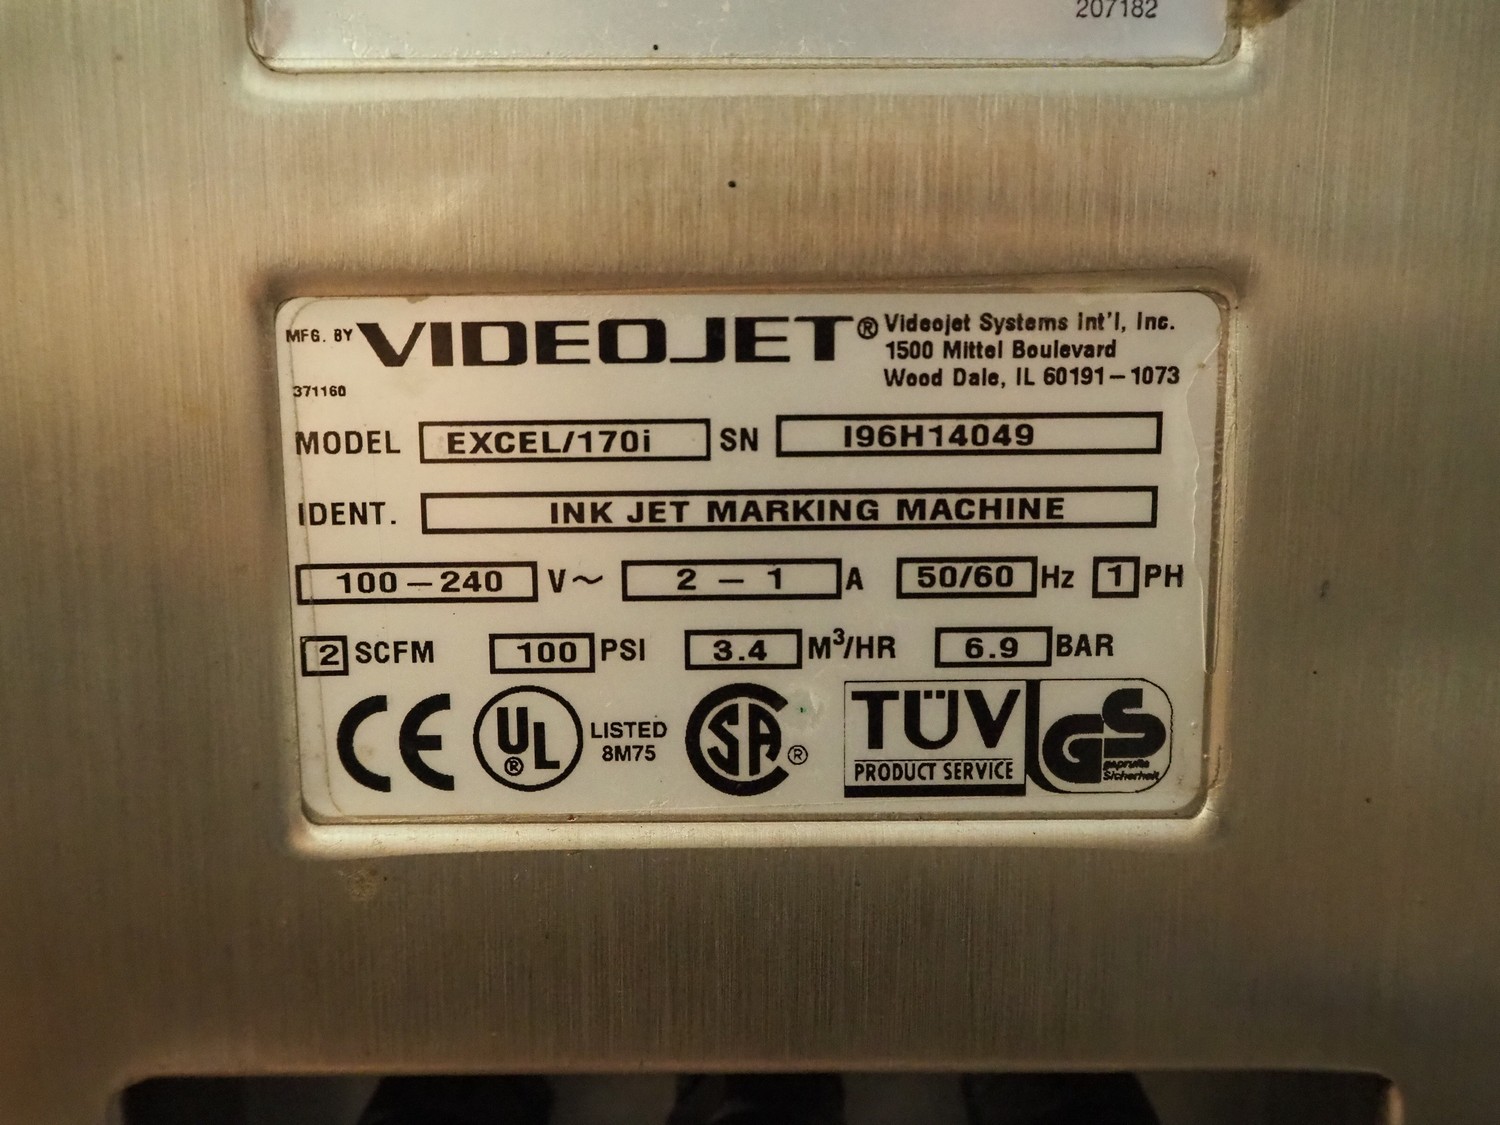 207182
MFG. BY VIDEOJET® Videojet Systems Int'l, Inc.
1500 Mittel Boulevard
Wood Dale, IL 60191-1073
371160
MODEL EXCEL/170i SN I96H14049
IDENT. INK JET MARKING MACHINE
100-240 V~ 2 - 1 A 50/60 Hz 1 PH
2 SCFM 100 PSI 3.4 M³/HR 6.9 BAR
CE UL® LISTED 8M75 SA® TÜV PRODUCT SERVICE GS geprüfte Sicherheit